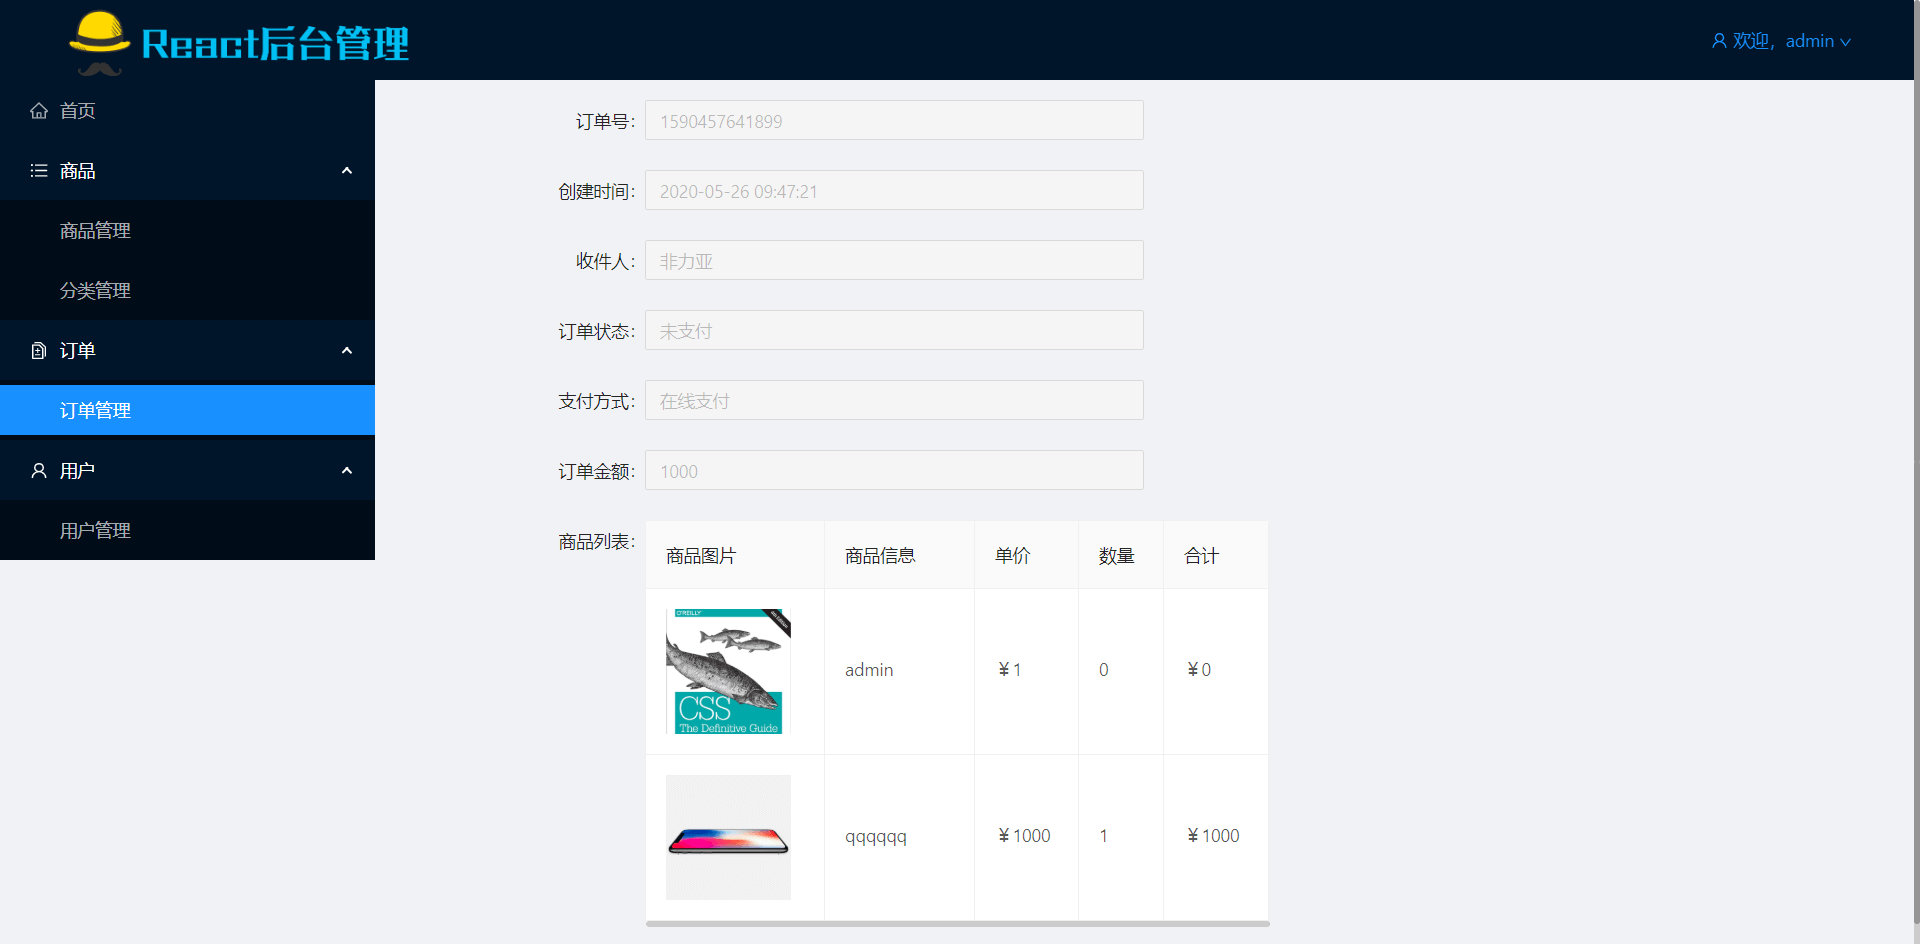 React后台管理
欢迎，admin
首页
商品
商品管理
分类管理
订单
订单管理
用户
用户管理
订单号：
1590457641899
创建时间：
2020-05-26 09:47:21
收件人：
非力亚
订单状态：
未支付
支付方式：
在线支付
订单金额：
1000
商品列表：
商品图片 商品信息 单价 数量 合计
O'REILLY
CSS
The Definitive Guide
admin ￥1 0 ￥0
qqqqqq ￥1000 1 ￥1000